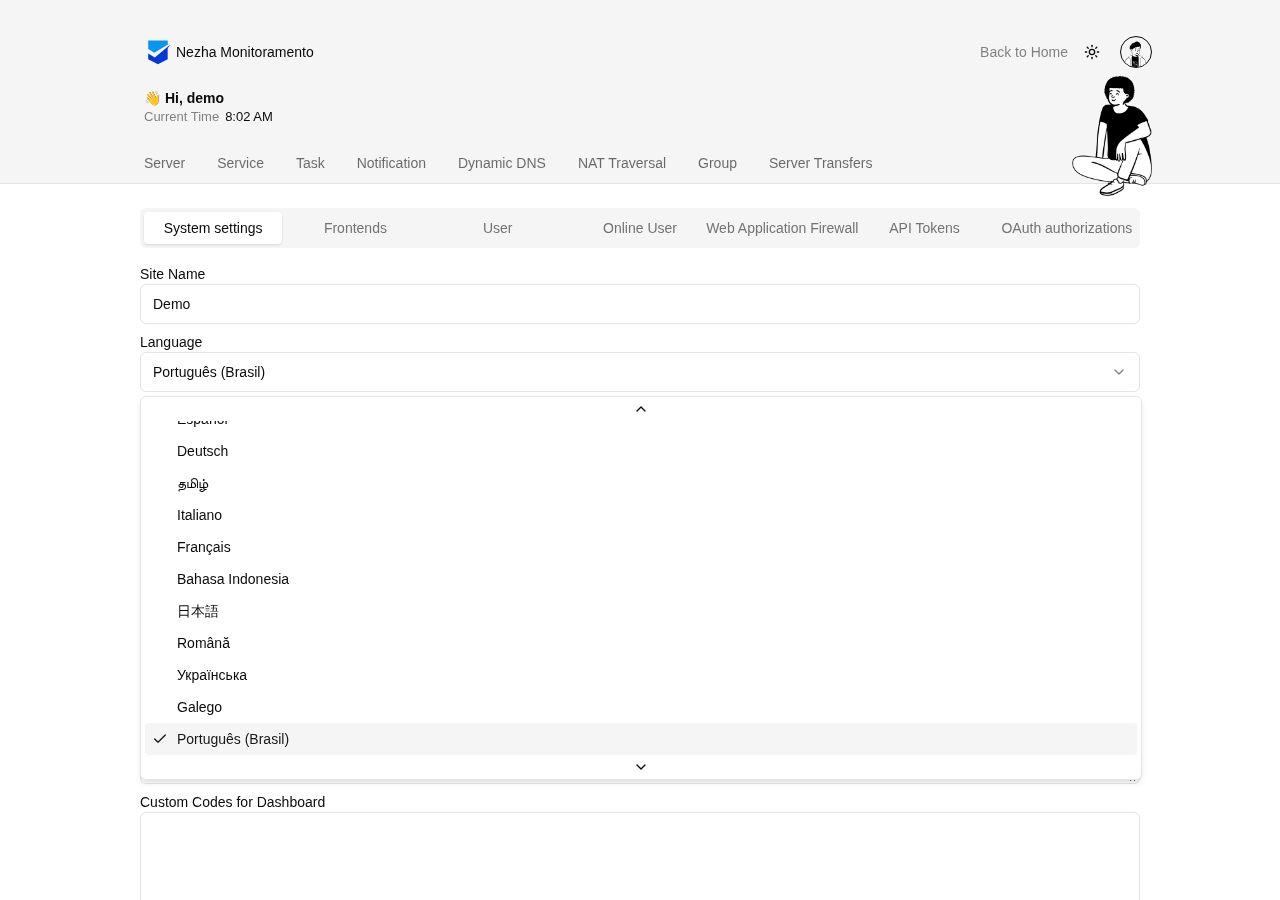 Nezha Monitoramento
Back to Home
👋 Hi, demo
Current Time 8:02 AM
Server Service Task Notification Dynamic DNS NAT Traversal Group Server Transfers
System settings Frontends User Online User Web Application Firewall API Tokens OAuth authorizations
Site Name
Demo
Language
Português (Brasil)
Español
Deutsch
தமிழ்
Italiano
Français
Bahasa Indonesia
日本語
Română
Українська
Galego
Português (Brasil)
Custom Codes for Dashboard